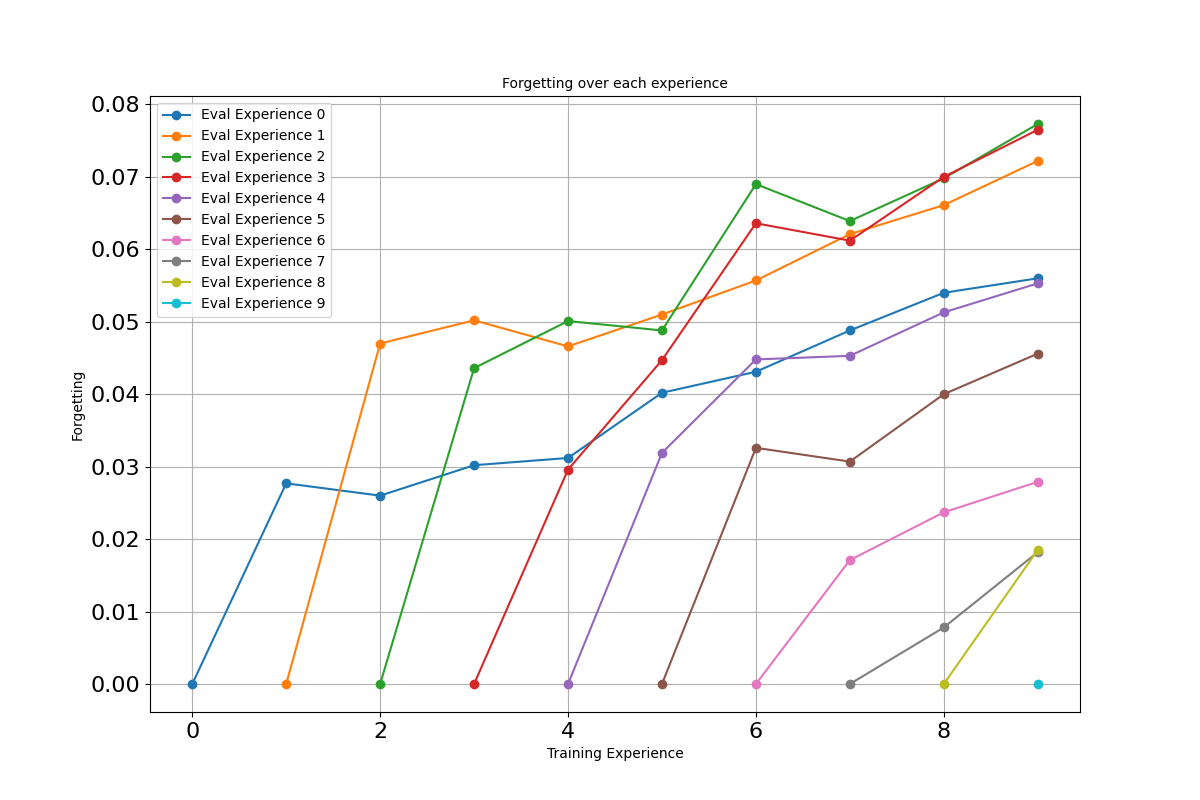 Forgetting over each experience
0.08
0.07
0.06
0.05
0.04
0.03
0.02
0.01
0.00
Forgetting
Eval Experience 0
Eval Experience 1
Eval Experience 2
Eval Experience 3
Eval Experience 4
Eval Experience 5
Eval Experience 6
Eval Experience 7
Eval Experience 8
Eval Experience 9
0 2 4 6 8
Training Experience